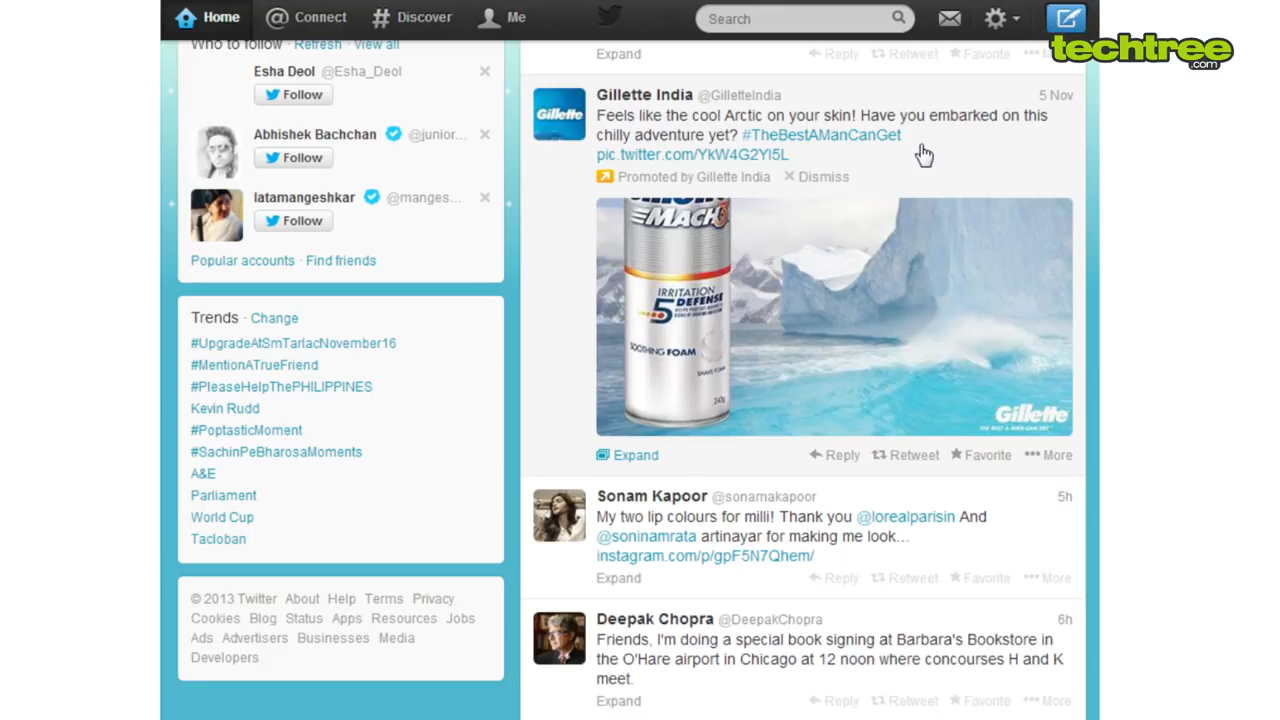 Home
Connect
Discover
Me
Search
techtree
.com
Who to follow · Refresh · View all
Esha Deol @Esha_Deol
Follow
Abhishek Bachchan @junior...
Follow
latamangeshkar @manges...
Follow
Popular accounts · Find friends
Trends · Change
#UpgradeAtSmTarlacNovember16
#MentionATrueFriend
#PleaseHelpThePHILIPPINES
Kevin Rudd
#PoptasticMoment
#SachinPeBharosaMoments
A&E
Parliament
World Cup
Tacloban
© 2013 Twitter About Help Terms Privacy
Cookies Blog Status Apps Resources Jobs
Ads Advertisers Businesses Media
Developers
Expand
Reply Retweet Favorite
Gillette
Gillette India @GilletteIndia 5 Nov
Feels like the cool Arctic on your skin! Have you embarked on this
chilly adventure yet? #TheBestAManCanGet
pic.twitter.com/YkW4G2Yl5L
Promoted by Gillette India Dismiss
MACH3
IRRITATION
5 DEFENSE
SOOTHING FOAM
SHAVE FOAM
Gillette
THE BEST A MAN CAN GET
Expand Reply Retweet Favorite More
Sonam Kapoor @sonamakapoor 5h
My two lip colours for milli! Thank you @lorealparisin And
@soninamrata artinayar for making me look...
instagram.com/p/gpF5N7Qhem/
Expand Reply Retweet Favorite More
Deepak Chopra @DeepakChopra 6h
Friends, I'm doing a special book signing at Barbara's Bookstore in
the O'Hare airport in Chicago at 12 noon where concourses H and K
meet.
Expand Reply Retweet Favorite More